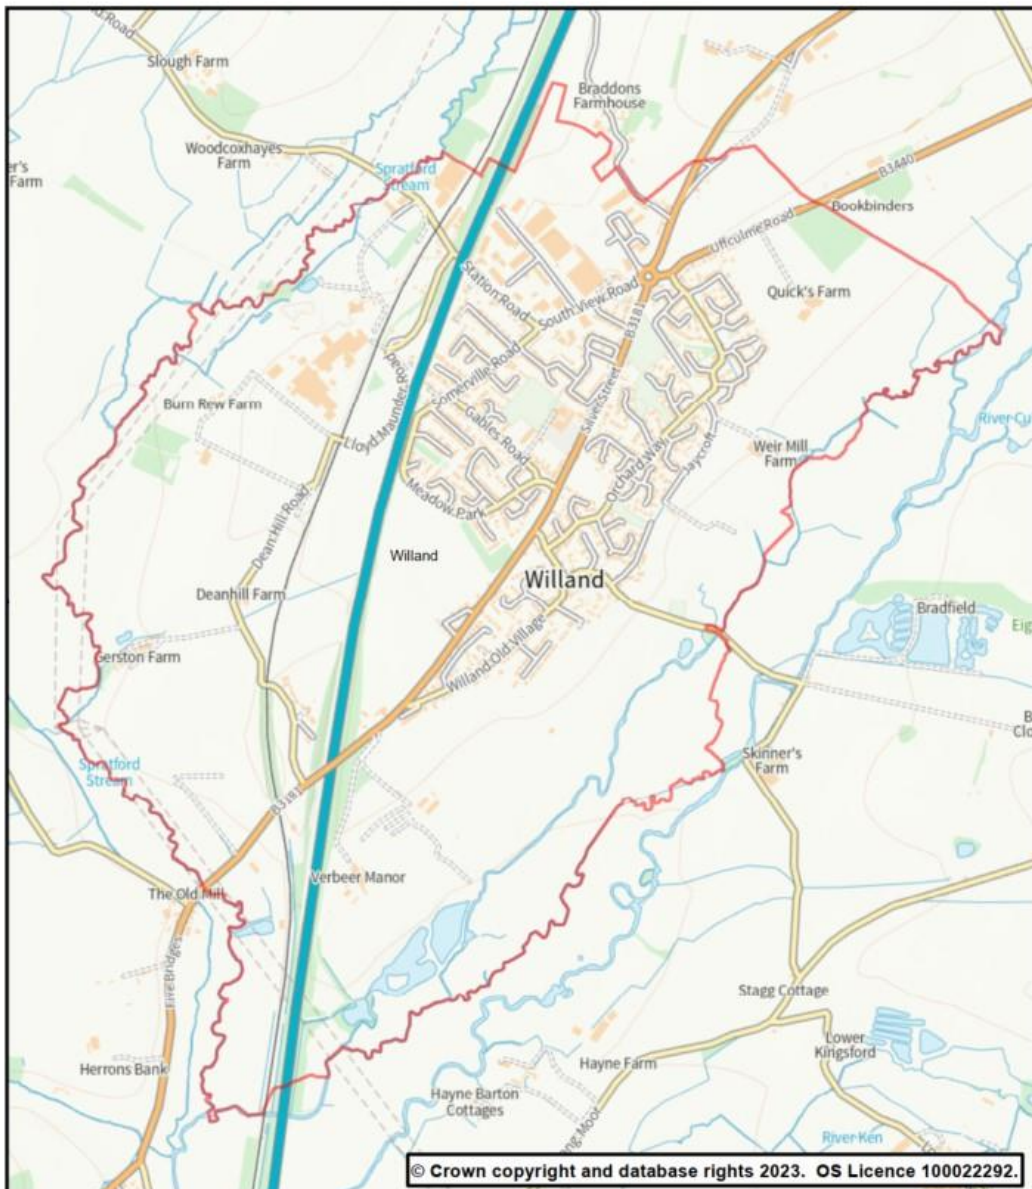 Slough Farm
Braddons
Farmhouse
Woodcoxhayes
Farm
Spratford
Stream
B3440
Bookbinders
Uffculme Road
Station Road
South View Road
Quick's Farm
B3181
Somerville Road
Silver Street
Lloyd Maunder Road
Burn Rew Farm
Gables Road
Orchard Way
Jaycroft
Weir Mill
Farm
Meadow Park
Dean Hill Road
Willand
Willand
Deanhill Farm
Bradfield
Gerston Farm
Willand Old Village
Spratford
Stream
B3181
Skinner's
Farm
Verbeer Manor
The Old Mill
Five Bridges
Stagg Cottage
Herrons Bank
Hayne Farm
Lower
Kingsford
Hayne Barton
Cottages
River Ken
© Crown copyright and database rights 2023. OS Licence 100022292.